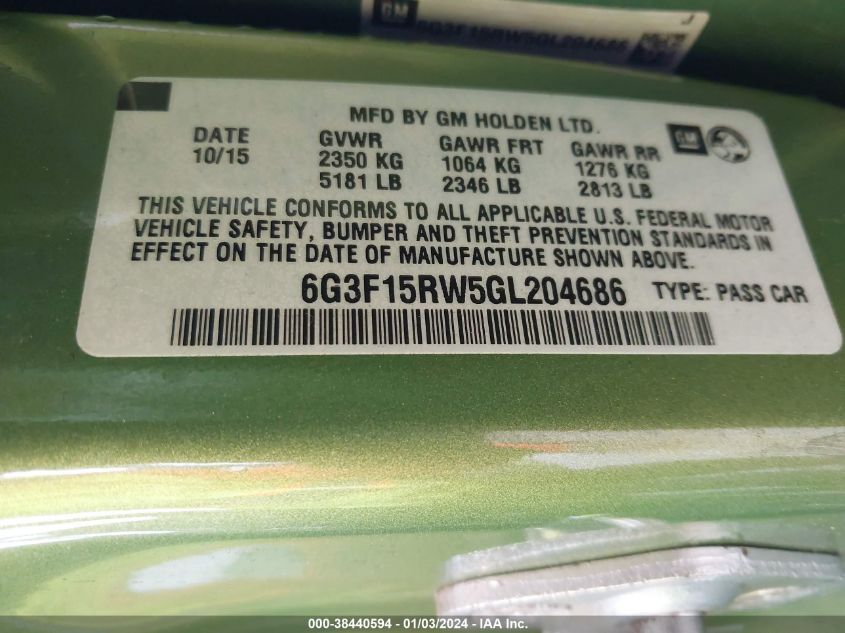 GM
J
6G3F15RW5GL204686
MFD BY GM HOLDEN LTD.
GM
DATE GVWR GAWR FRT GAWR RR
10/15 2350 KG 1064 KG 1276 KG
5181 LB 2346 LB 2813 LB
THIS VEHICLE CONFORMS TO ALL APPLICABLE U.S. FEDERAL MOTOR
VEHICLE SAFETY, BUMPER AND THEFT PREVENTION STANDARDS IN
EFFECT ON THE DATE OF MANUFACTURE SHOWN ABOVE.
6G3F15RW5GL204686 TYPE: PASS CAR
000-38440594 - 01/03/2024 - IAA Inc.